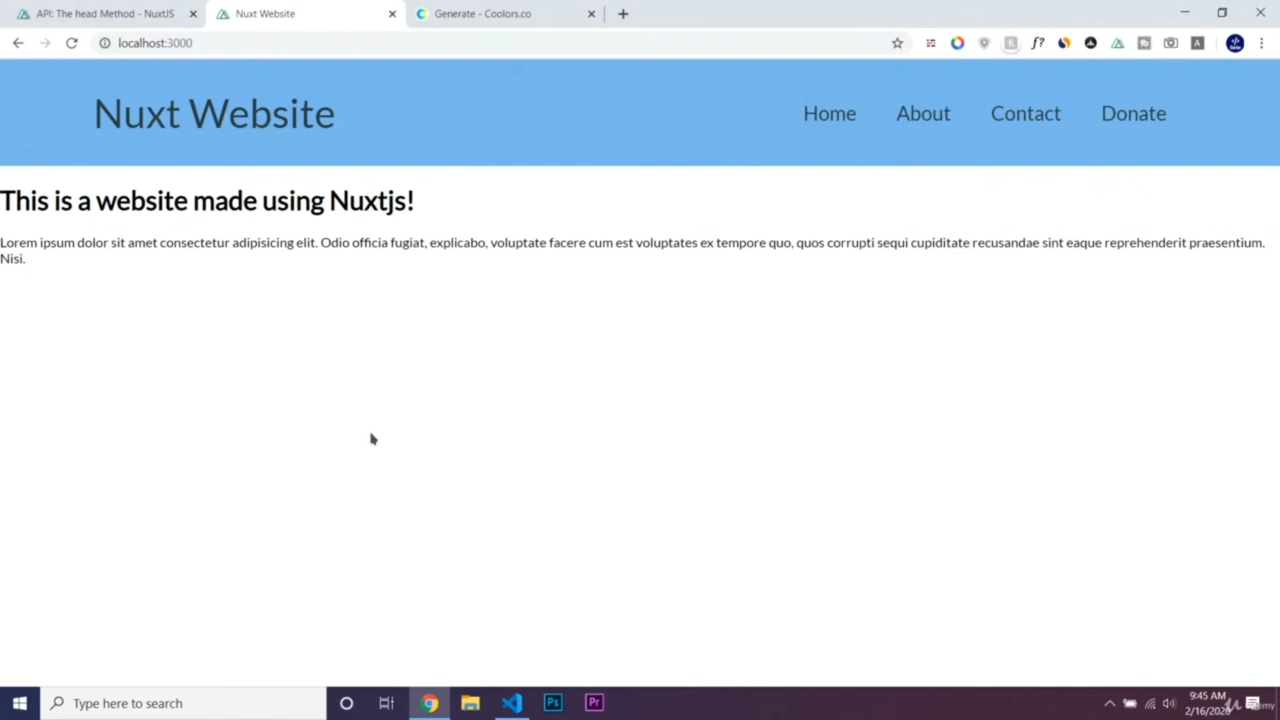 API: The head Method - NuxtJS
Nuxt Website
Generate - Coolors.co
localhost:3000
f?
A
Nuxt Website
Home About Contact Donate
This is a website made using Nuxtjs!
Lorem ipsum dolor sit amet consectetur adipisicing elit. Odio officia fugiat, explicabo, voluptate facere cum est voluptates ex tempore quo, quos corrupti sequi cupiditate recusandae sint eaque reprehenderit praesentium.
Nisi.
Type here to search
Ps
Pr
9:45 AM
2/16/2020